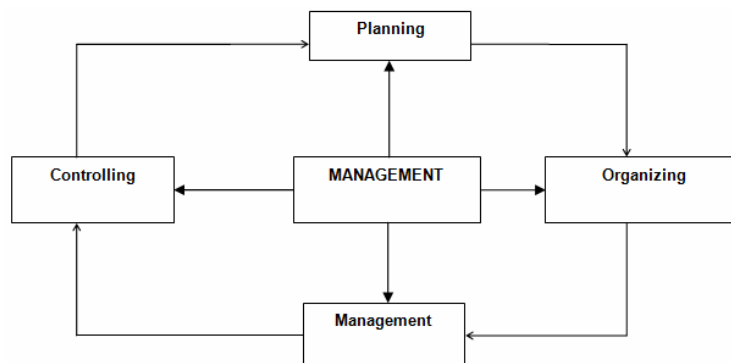 Planning
Controlling
MANAGEMENT
Organizing
Management